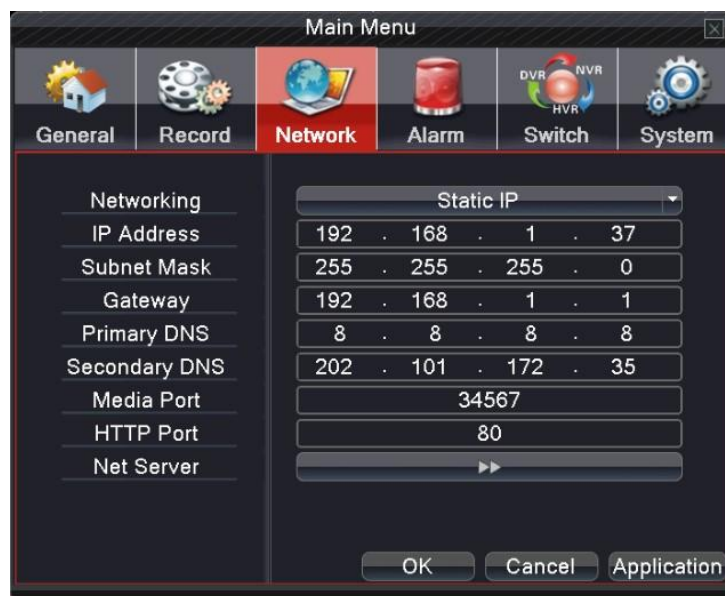 Main Menu
DVR NVR
HVR
General Record Network Alarm Switch System
Networking Static IP
IP Address 192 . 168 . 1 . 37
Subnet Mask 255 . 255 . 255 . 0
Gateway 192 . 168 . 1 . 1
Primary DNS 8 . 8 . 8 . 8
Secondary DNS 202 . 101 . 172 . 35
Media Port 34567
HTTP Port 80
Net Server
OK Cancel Application